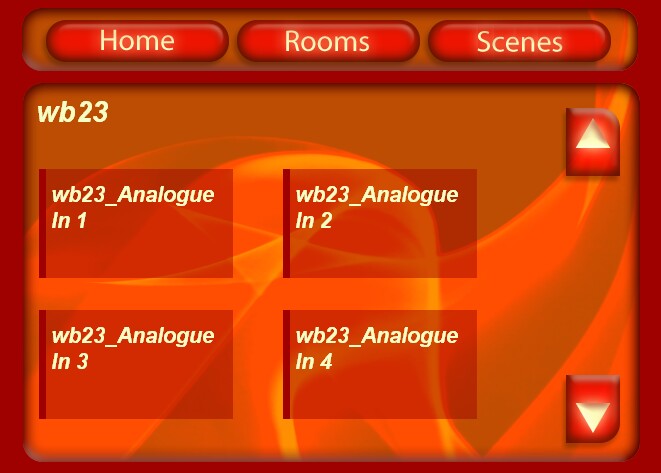 Home Rooms Scenes
wb23
wb23_Analogue
In 1
wb23_Analogue
In 2
wb23_Analogue
In 3
wb23_Analogue
In 4